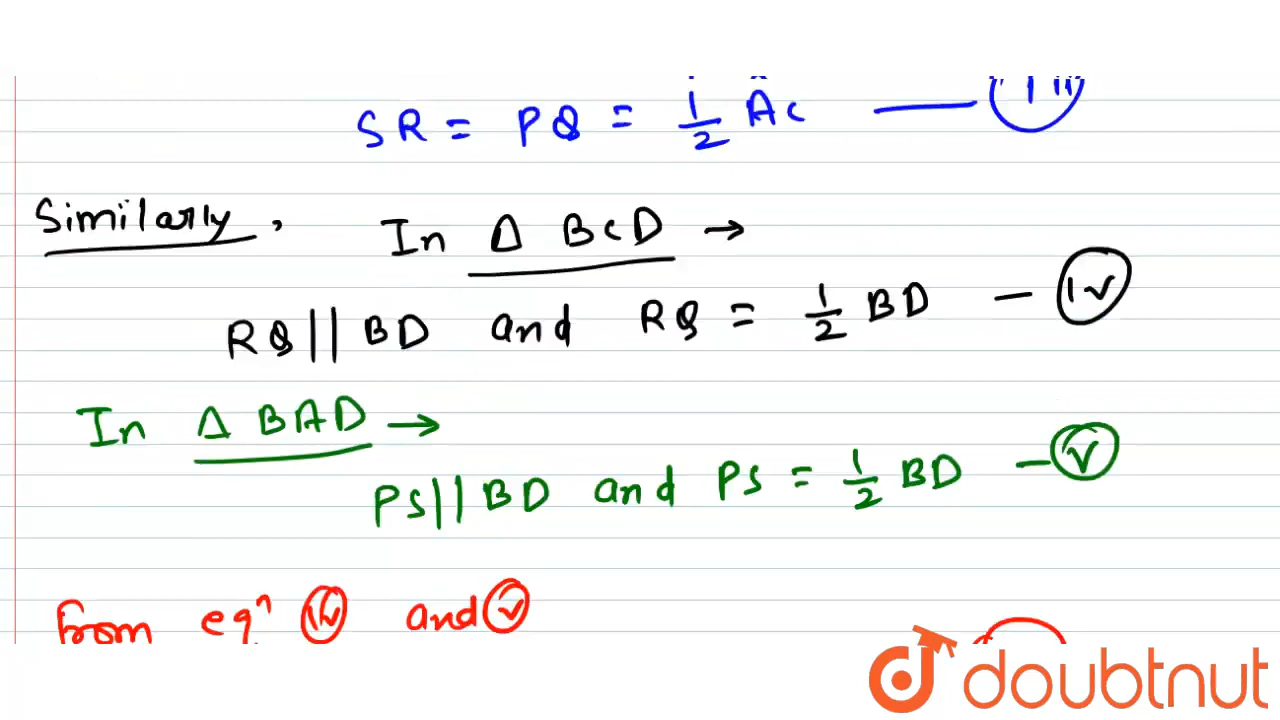 SR = PQ = 1/2 AC — (iii)
Similarly, In Δ BCD →
RQ || BD and RQ = 1/2 BD — (iv)
In Δ BAD →
PS || BD and PS = 1/2 BD — (v)
from eqn (iv) and (v)
doubtnut